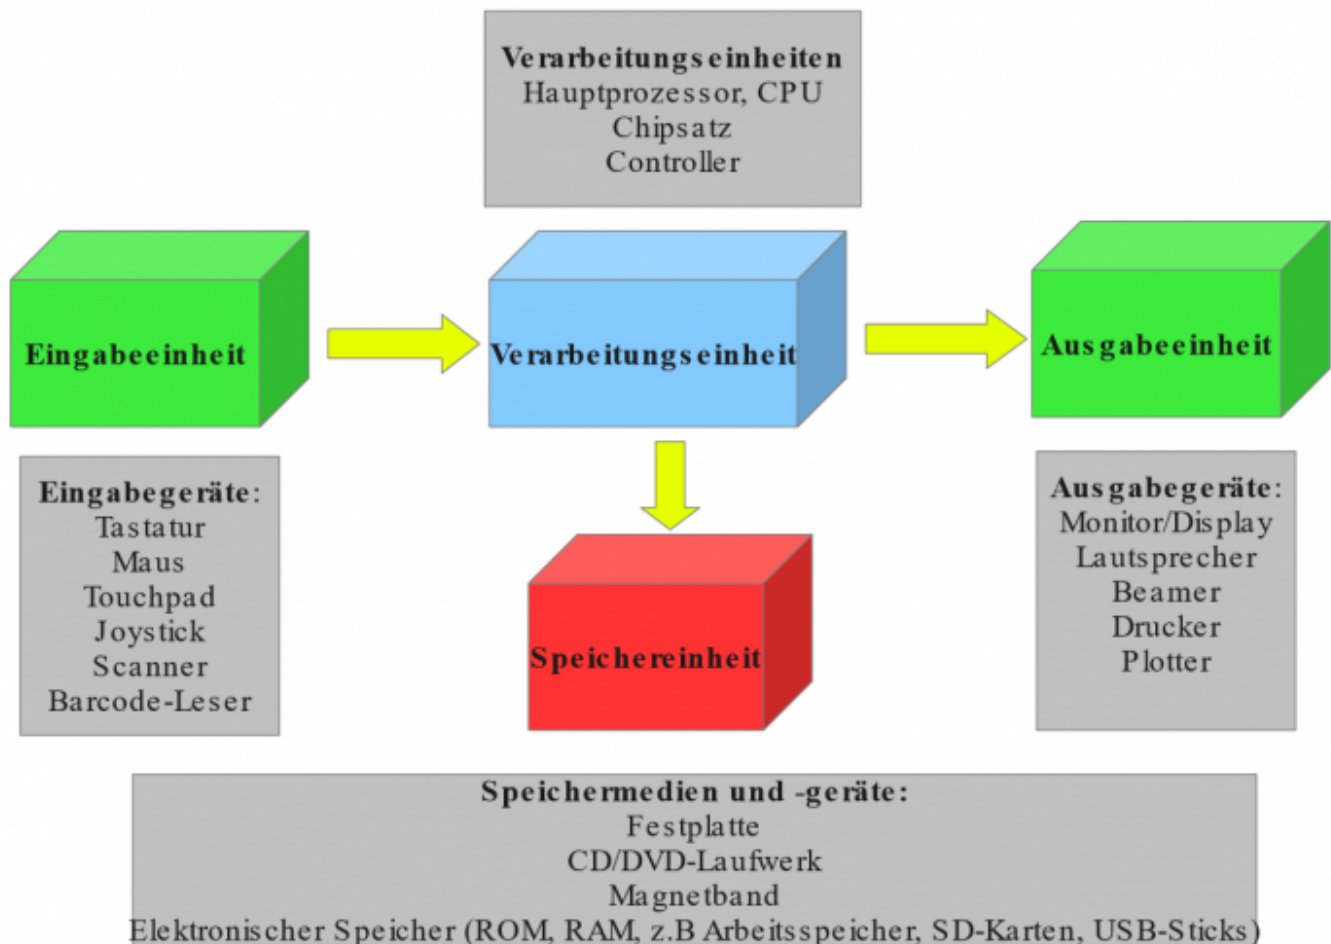 Verarbeitungseinheiten
Hauptprozessor, CPU
Chipsatz
Controller
Eingabeeinheit
Verarbeitungseinheit
Ausgabeeinheit
Eingabegeräte:
Tastatur
Maus
Touchpad
Joystick
Scanner
Barcode-Leser
Ausgabegeräte:
Monitor/Display
Lautsprecher
Beamer
Drucker
Plotter
Speichereinheit
Speichermedien und -geräte:
Festplatte
CD/DVD-Laufwerk
Magnetband
Elektronischer Speicher (ROM, RAM, z.B Arbeitsspeicher, SD-Karten, USB-Sticks)